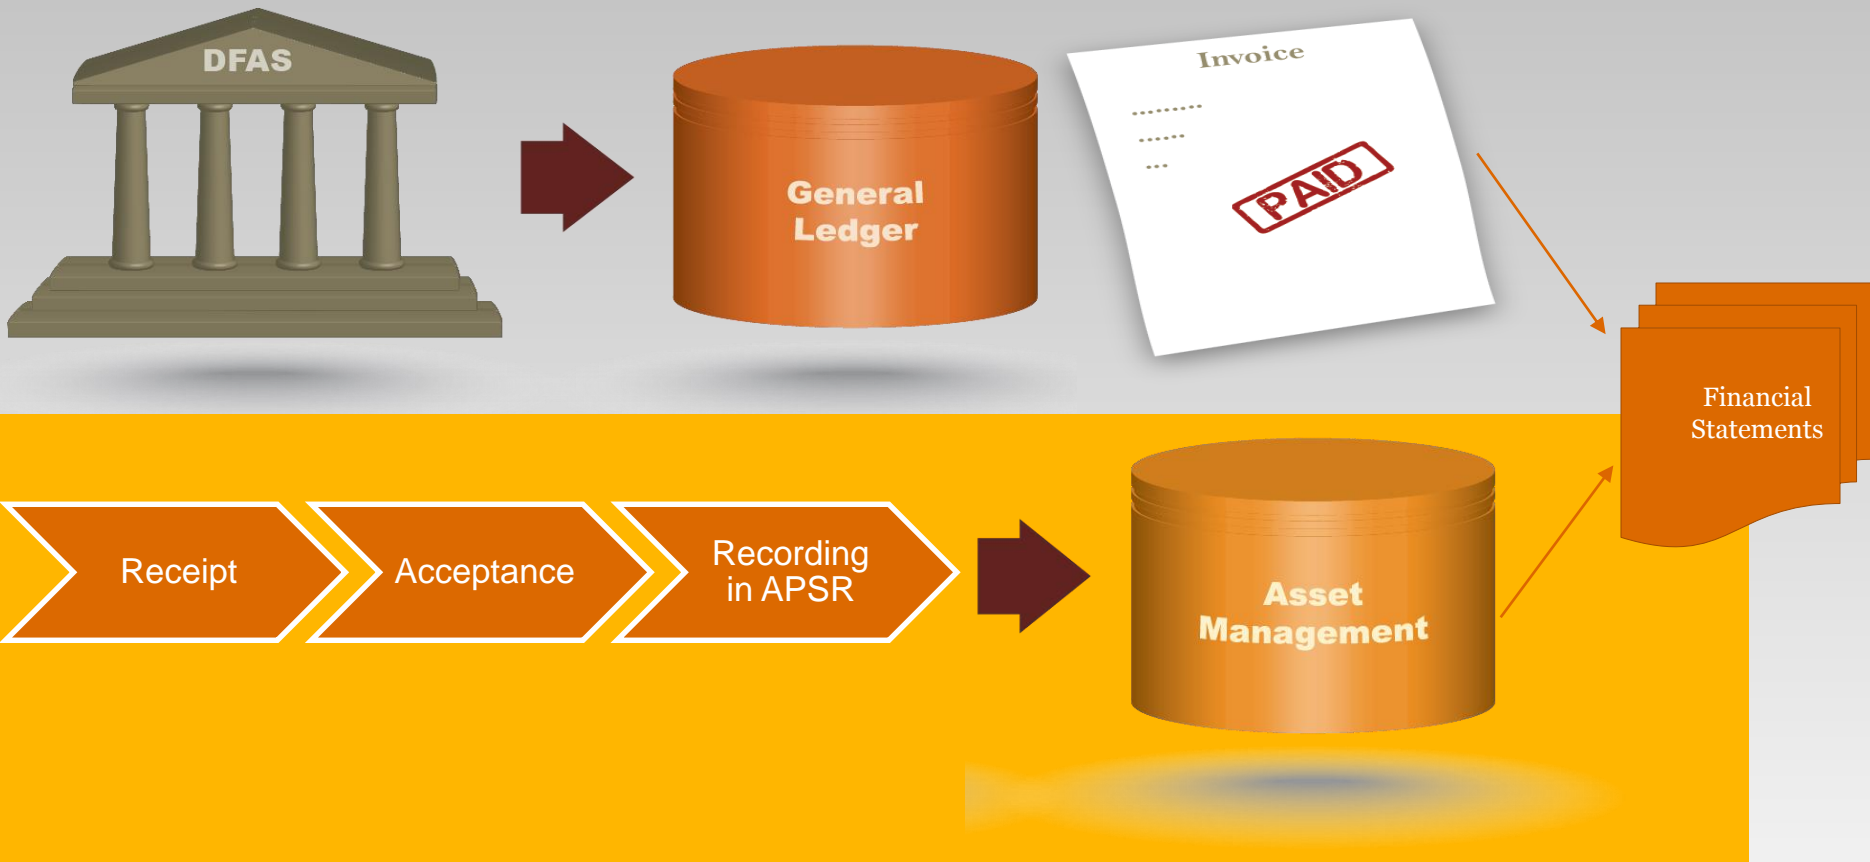 DFAS
General
Ledger
Invoice
PAID
Financial
Statements
Receipt
Acceptance
Recording
in APSR
Asset
Management